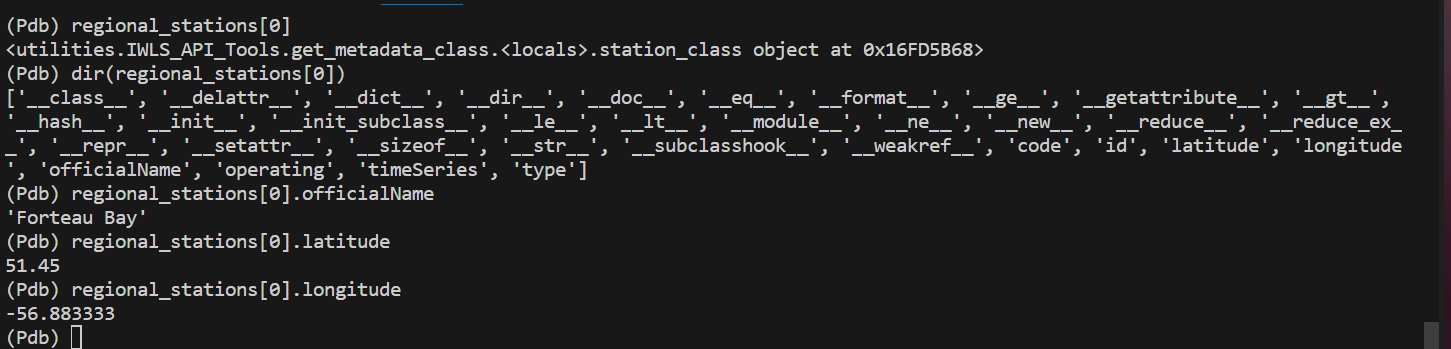 (Pdb) regional_stations[0]
<utilities.IWLS_API_Tools.get_metadata_class.<locals>.station_class object at 0x16FD5B68>
(Pdb) dir(regional_stations[0])
['__class__', '__delattr__', '__dict__', '__dir__', '__doc__', '__eq__', '__format__', '__ge__', '__getattribute__', '__gt__',
'__hash__', '__init__', '__init_subclass__', '__le__', '__lt__', '__module__', '__ne__', '__new__', '__reduce__', '__reduce_ex_
_', '__repr__', '__setattr__', '__sizeof__', '__str__', '__subclasshook__', '__weakref__', 'code', 'id', 'latitude', 'longitude
', 'officialName', 'operating', 'timeSeries', 'type']
(Pdb) regional_stations[0].officialName
'Forteau Bay'
(Pdb) regional_stations[0].latitude
51.45
(Pdb) regional_stations[0].longitude
-56.883333
(Pdb)